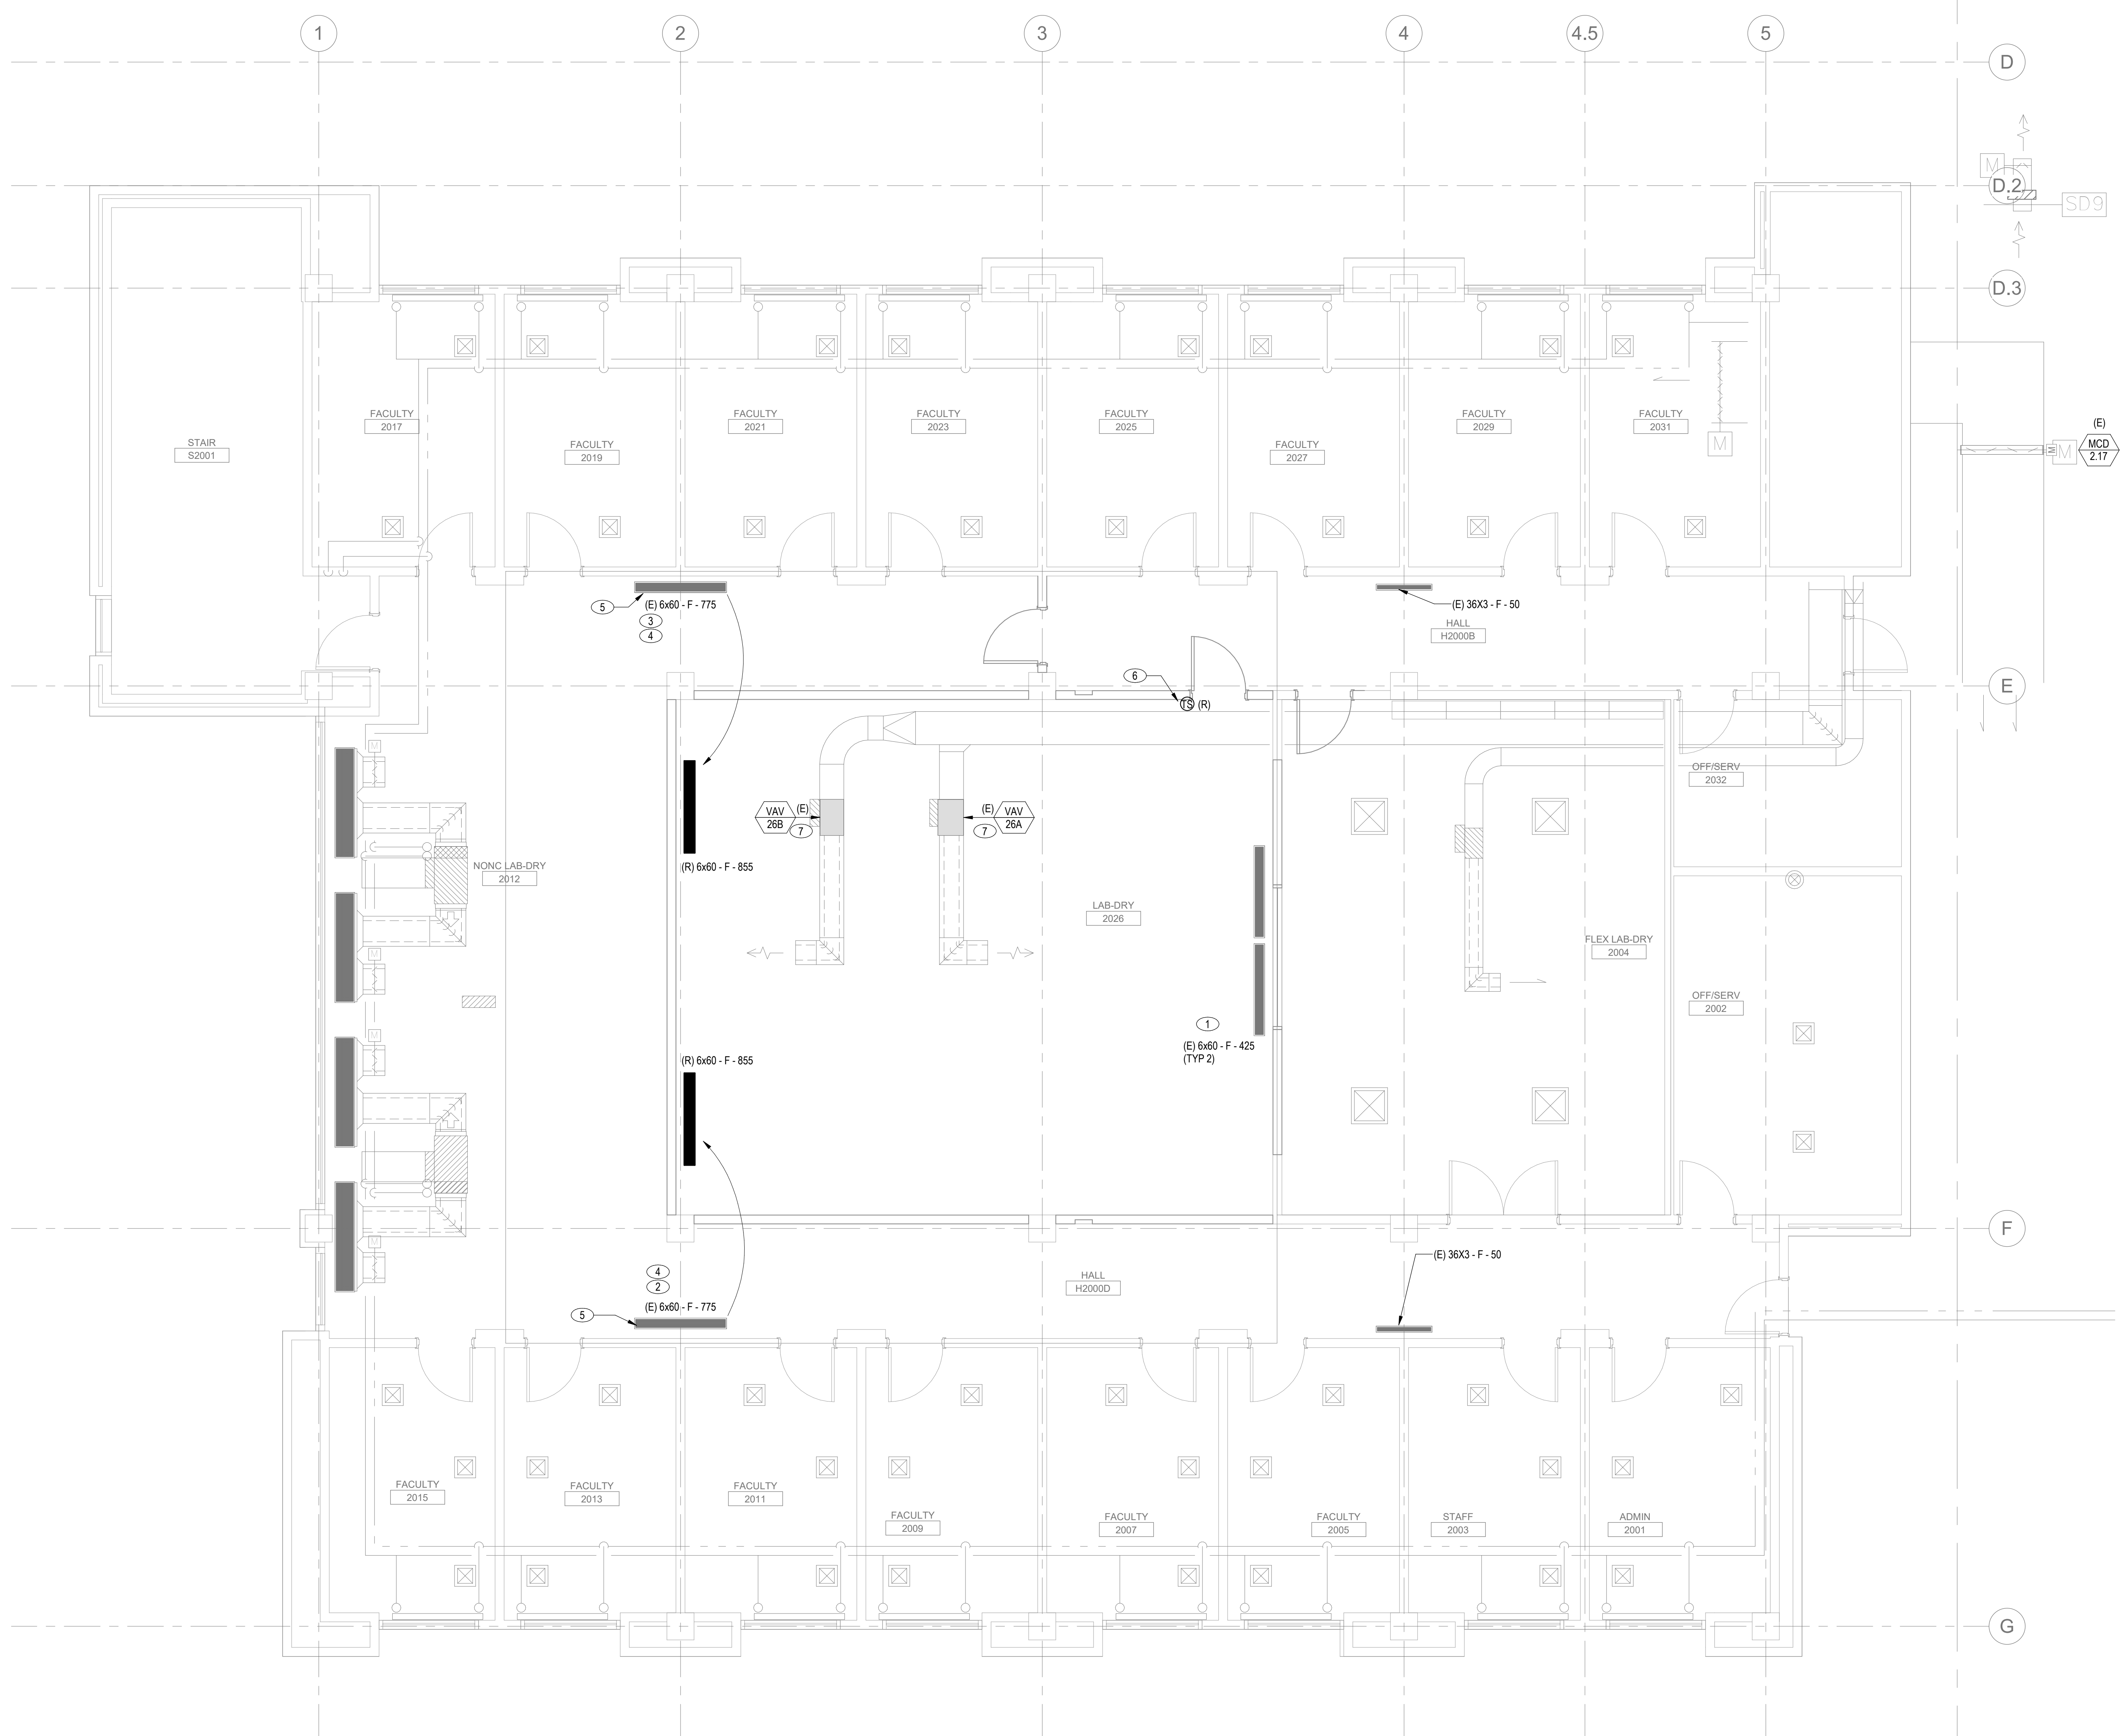 1
2
3
4
4.5
5
D
M
D.2
SD9
D.3
FACULTY
2017
FACULTY
2019
FACULTY
2021
FACULTY
2023
FACULTY
2025
FACULTY
2027
FACULTY
2029
FACULTY
2031
M
STAIR
S2001
(E)
MCD
2.17
M
M
5
(E) 6x60 - F - 775
3
4
(E) 36X3 - F - 50
HALL
H2000B
6
TS (R)
E
M
NONC LAB-DRY
2012
VAV
26B
(E)
7
(E)
VAV
26A
7
(R) 6x60 - F - 855
OFF/SERV
2032
LAB-DRY
2026
FLEX LAB-DRY
2004
M
OFF/SERV
2002
1
(E) 6x60 - F - 425
(TYP 2)
M
(R) 6x60 - F - 855
F
M
4
2
(E) 6x60 - F - 775
5
HALL
H2000D
(E) 36X3 - F - 50
FACULTY
2015
FACULTY
2013
FACULTY
2011
FACULTY
2009
FACULTY
2007
FACULTY
2005
STAFF
2003
ADMIN
2001
G